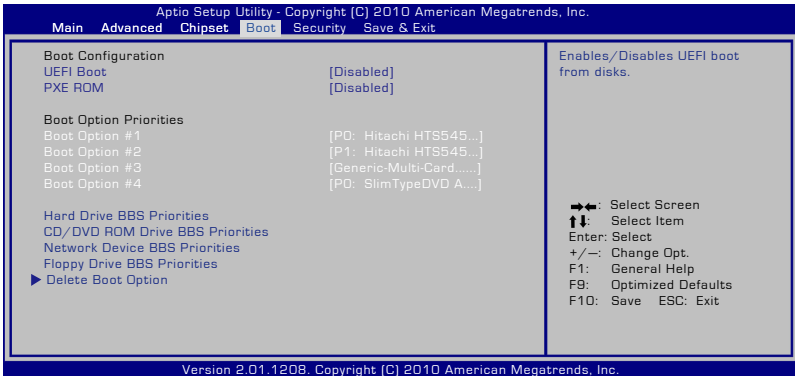 Aptio Setup Utility - Copyright (C) 2010 American Megatrends, Inc.
Main Advanced Chipset Boot Security Save & Exit
Boot Configuration
UEFI Boot [Disabled]
PXE ROM [Disabled]
Boot Option Priorities
Boot Option #1 [P0: Hitachi HTS545...]
Boot Option #2 [P1: Hitachi HTS545...]
Boot Option #3 [Generic-Multi-Card......]
Boot Option #4 [P0: SlimTypeDVD A....]
Hard Drive BBS Priorities
CD/DVD ROM Drive BBS Priorities
Network Device BBS Priorities
Floppy Drive BBS Priorities
Delete Boot Option
Enables/Disables UEFI boot
from disks.
→←: Select Screen
↑↓: Select Item
Enter: Select
+/—: Change Opt.
F1: General Help
F9: Optimized Defaults
F10: Save ESC: Exit
Version 2.01.1208. Copyright (C) 2010 American Megatrends, Inc.